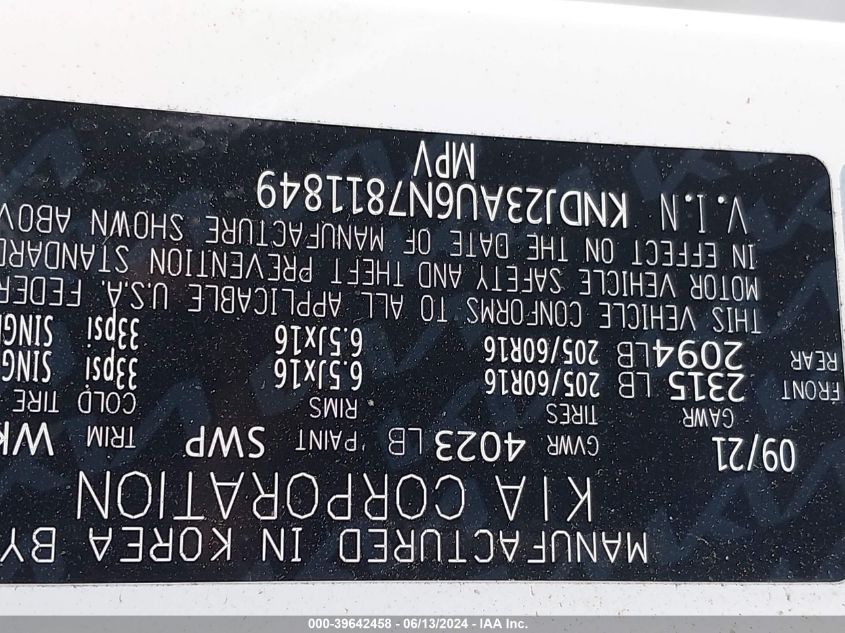 MANUFACTURED IN KOREA BY
KIA CORPORATION
09/21 GVWR 4023 LB PAINT SWP TRIM WK
GAWR TIRES RIMS COLD TIRE
FRONT 2315 LB 205/60R16 6.5Jx16 33psi
REAR 2094 LB 205/60R16 6.5Jx16 33psi
THIS VEHICLE CONFORMS TO ALL APPLICABLE U.S.A. FEDER
MOTOR VEHICLE SAFETY AND THEFT PREVENTION STANDARD
IN EFFECT ON THE DATE OF MANUFACTURE SHOWN ABOV
V.I.N KNDJ23AU6N7811849
MPV
000-39642458 - 06/13/2024 - IAA Inc.